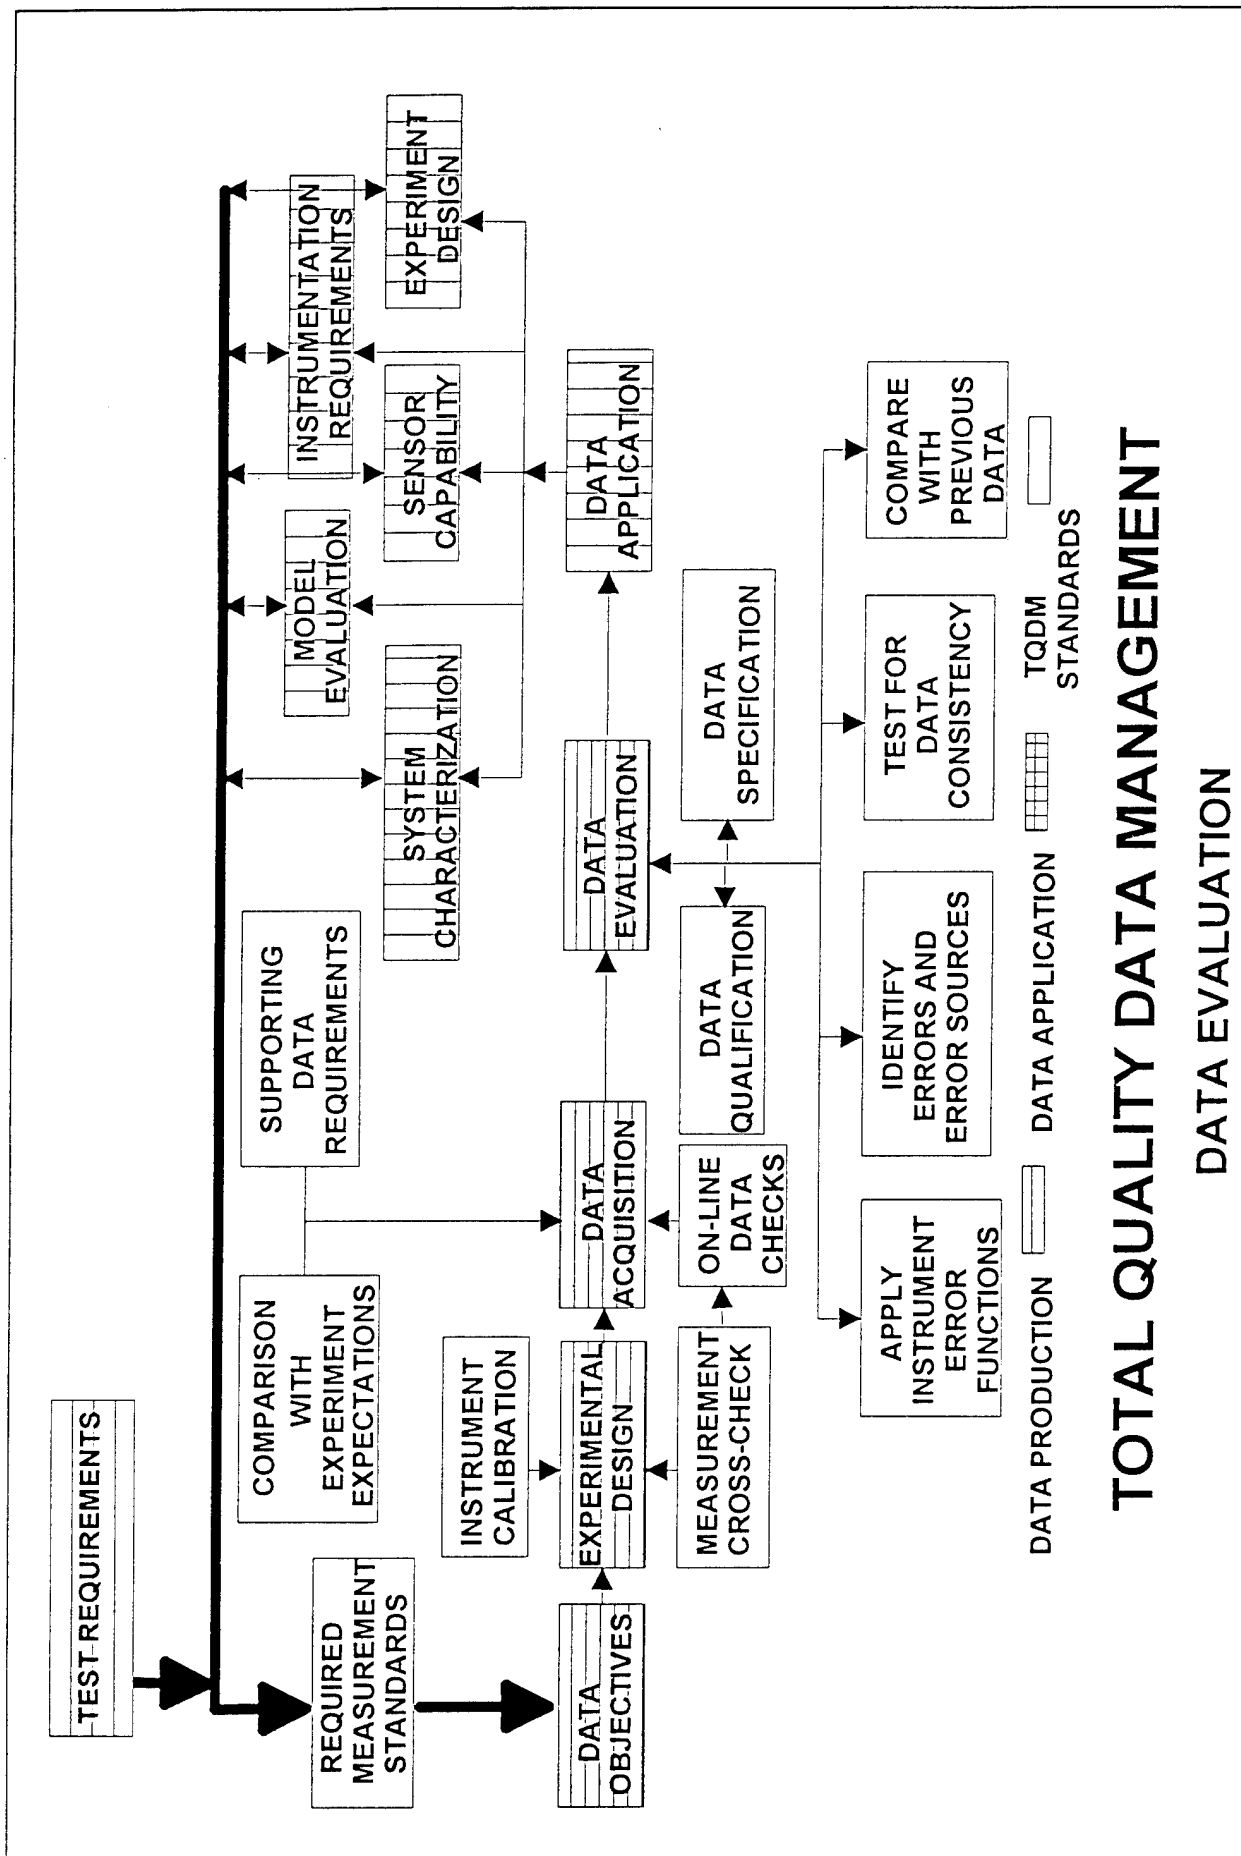 TEST REQUIREMENTS
REQUIRED
MEASUREMENT
STANDARDS
COMPARISON
WITH
EXPERIMENT
EXPECTATIONS
SUPPORTING
DATA
REQUIREMENTS
MODEL
EVALUATION
INSTRUMENTATION
REQUIREMENTS
SYSTEM
CHARACTERIZATION
SENSOR
CAPABILITY
EXPERIMENT
DESIGN
INSTRUMENT
CALIBRATION
DATA
OBJECTIVES
EXPERIMENTAL
DESIGN
DATA
ACQUISITION
DATA
EVALUATION
DATA
APPLICATION
MEASUREMENT
CROSS-CHECK
ON-LINE
DATA
CHECKS
DATA
QUALIFICATION
DATA
SPECIFICATION
APPLY
INSTRUMENT
ERROR
FUNCTIONS
IDENTIFY
ERRORS AND
ERROR SOURCES
TEST FOR
DATA
CONSISTENCY
COMPARE
WITH
PREVIOUS
DATA
DATA PRODUCTION
DATA APPLICATION
TQDM
STANDARDS
TOTAL QUALITY DATA MANAGEMENT
DATA EVALUATION